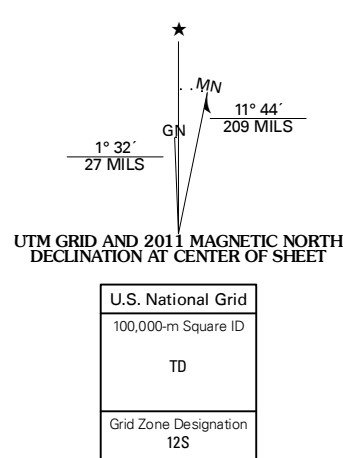 ★
MN
GN
11° 44´
209 MILS
1° 32´
27 MILS
UTM GRID AND 2011 MAGNETIC NORTH
DECLINATION AT CENTER OF SHEET
U.S. National Grid
100,000-m Square ID
TD
Grid Zone Designation
12S